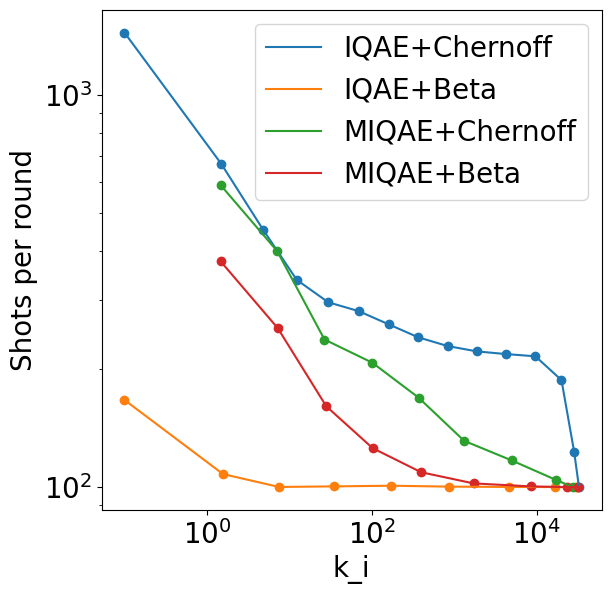 IQAE+Chernoff
IQAE+Beta
MIQAE+Chernoff
MIQAE+Beta
Shots per round
10^3
10^2
10^0
10^2
10^4
k_i